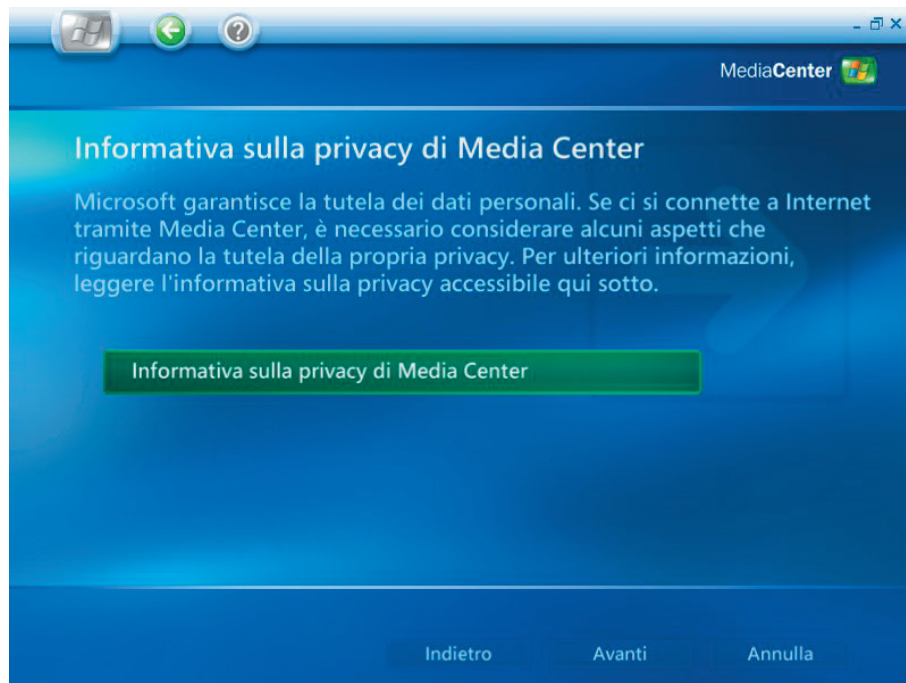 MediaCenter
Informativa sulla privacy di Media Center
Microsoft garantisce la tutela dei dati personali. Se ci si connette a Internet
tramite Media Center, è necessario considerare alcuni aspetti che
riguardano la tutela della propria privacy. Per ulteriori informazioni,
leggere l'informativa sulla privacy accessibile qui sotto.
Informativa sulla privacy di Media Center
Indietro Avanti Annulla